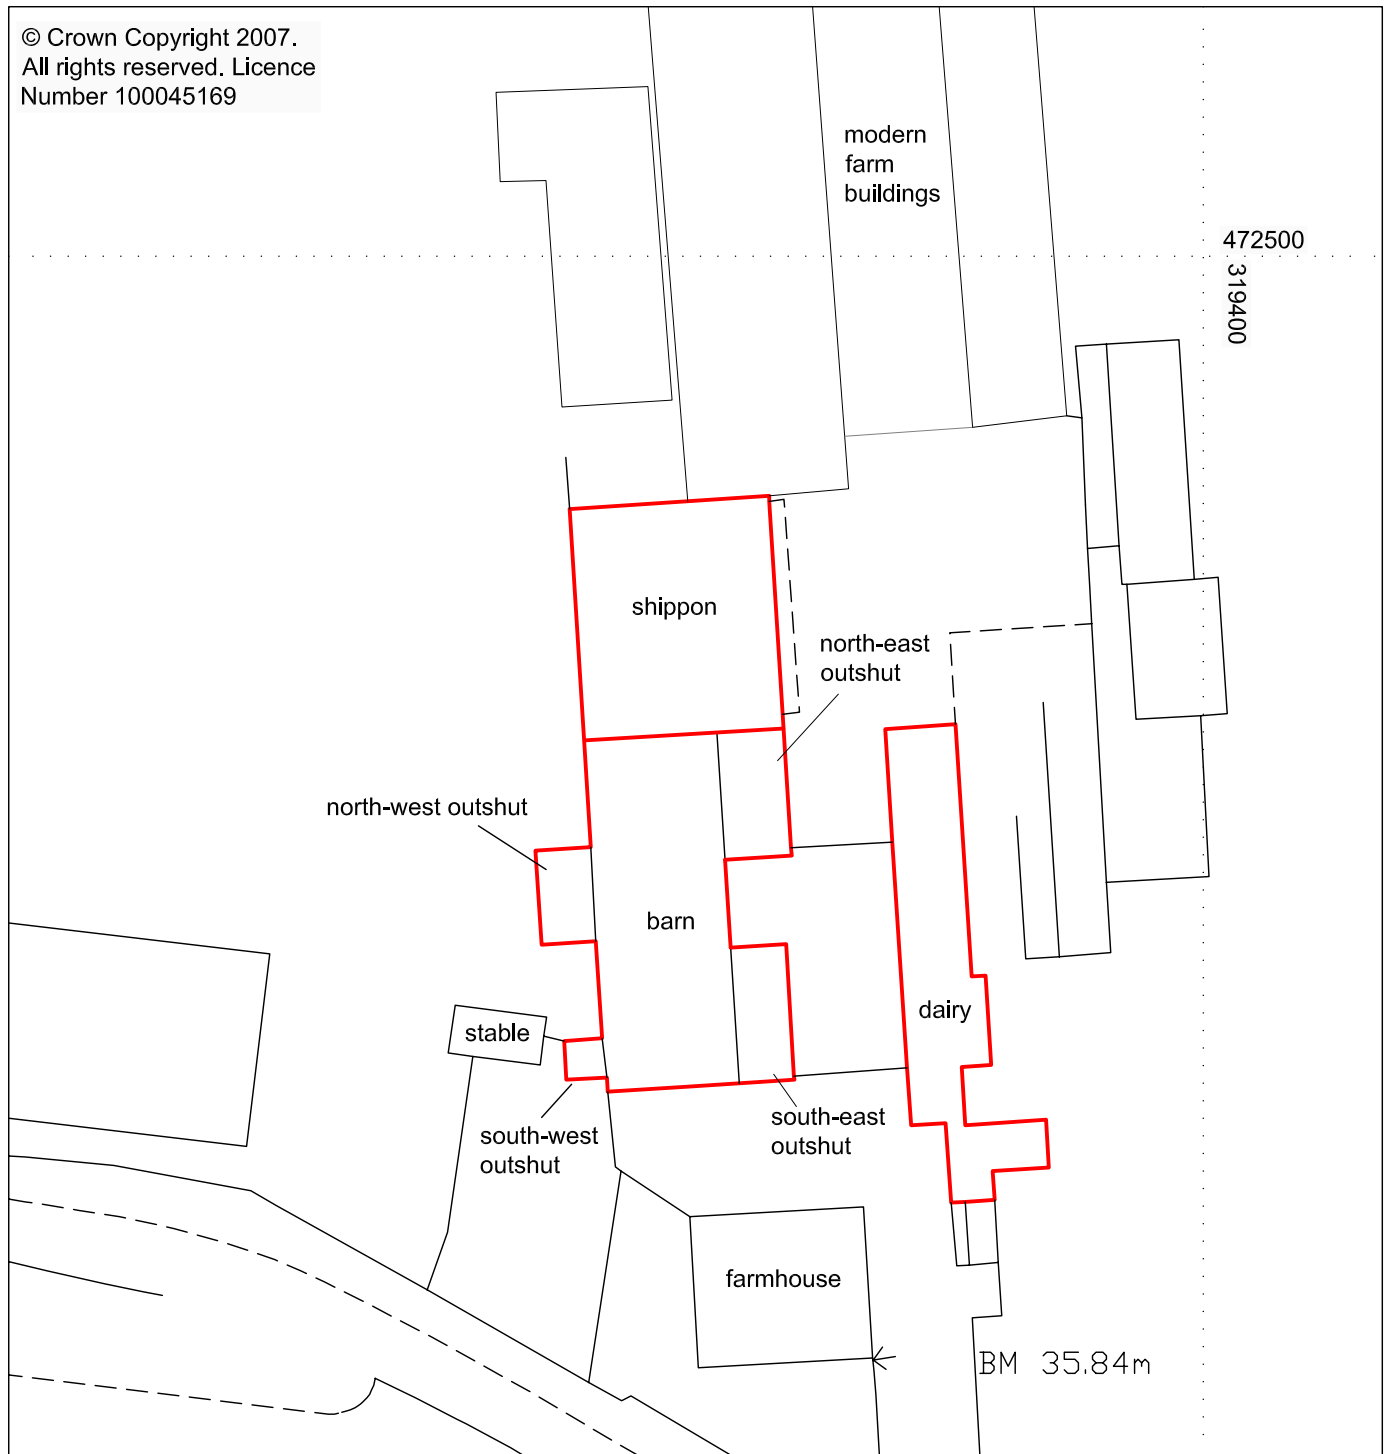 © Crown Copyright 2007.
All rights reserved. Licence
Number 100045169
modern
farm
buildings
472500
319400
shippon
north-east
outshut
north-west outshut
barn
dairy
stable
south-west
outshut
south-east
outshut
farmhouse
BM 35.84m